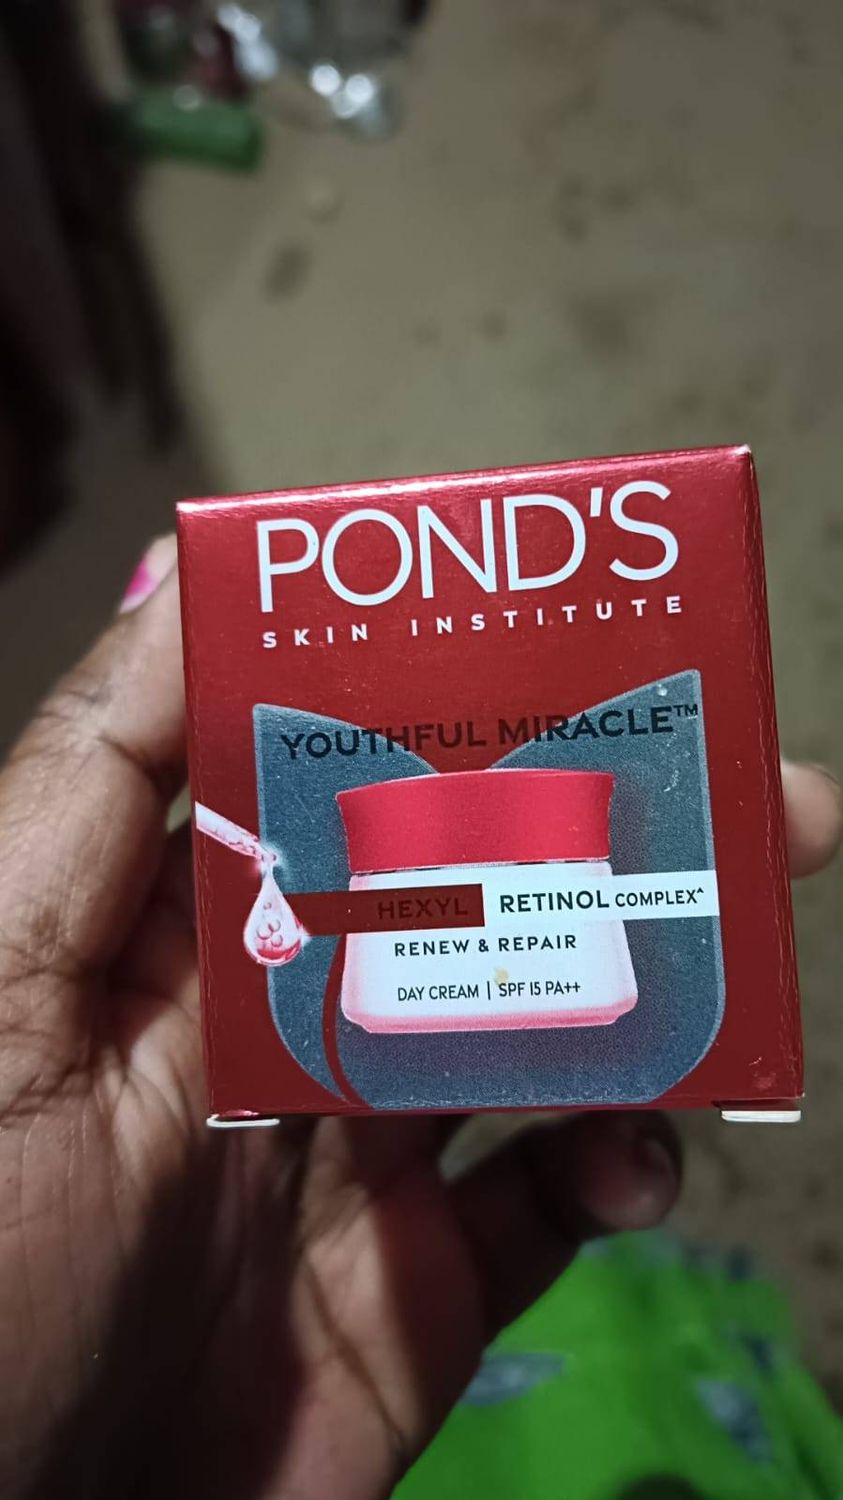 POND'S
SKIN INSTITUTE
YOUTHFUL MIRACLE™
HEXYL RETINOL COMPLEX^
RENEW & REPAIR
DAY CREAM | SPF 15 PA++